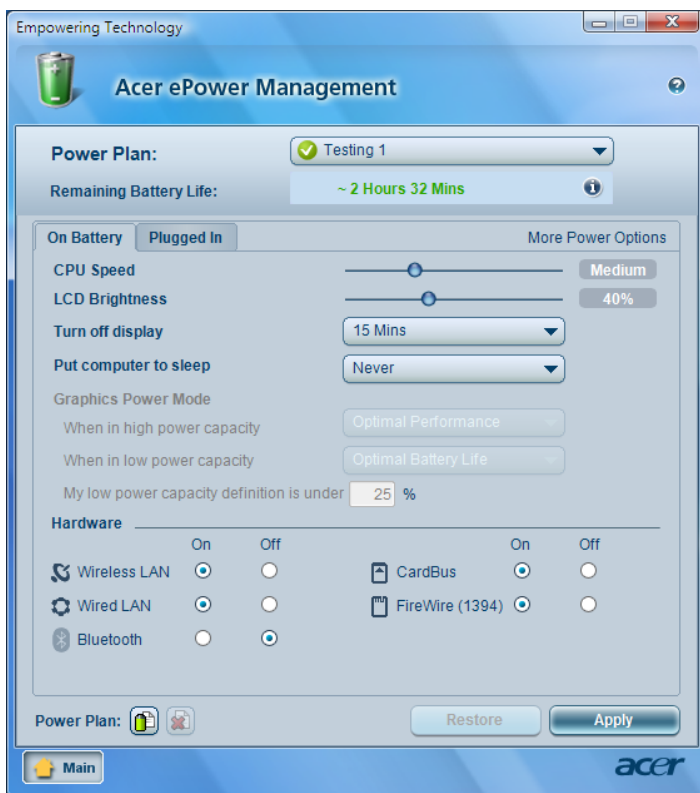 Empowering Technology
Acer ePower Management
Power Plan: Testing 1
Remaining Battery Life: ~ 2 Hours 32 Mins
On Battery Plugged In More Power Options
CPU Speed Medium
LCD Brightness 40%
Turn off display 15 Mins
Put computer to sleep Never
Graphics Power Mode
When in high power capacity Optimal Performance
When in low power capacity Optimal Battery Life
My low power capacity definition is under 25 %
Hardware
On Off On Off
Wireless LAN CardBus
Wired LAN FireWire (1394)
Bluetooth
Power Plan: Restore Apply
Main acer